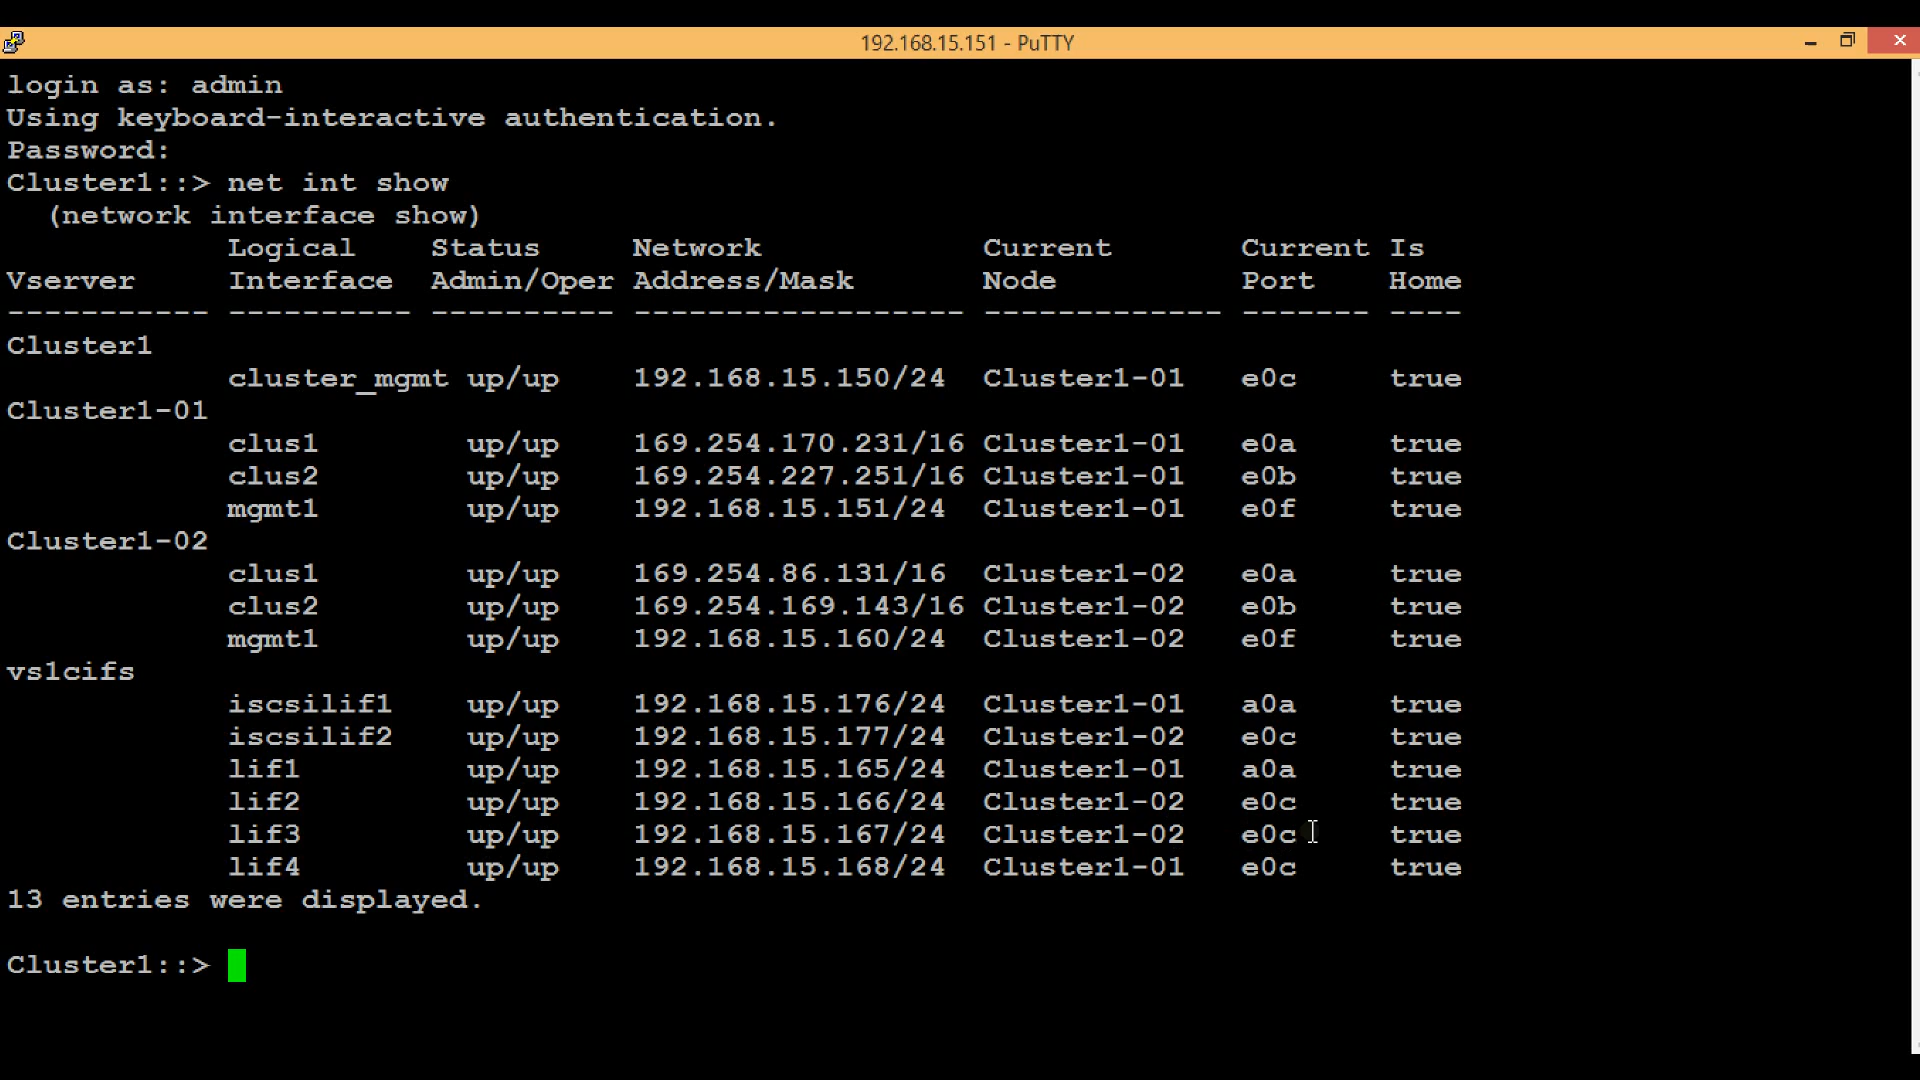 192.168.15.151 - PuTTY
login as: admin
Using keyboard-interactive authentication.
Password:
Cluster1::> net int show
  (network interface show)
            Logical    Status     Network            Current       Current Is
Vserver     Interface  Admin/Oper Address/Mask       Node          Port    Home
----------- ---------- ---------- ------------------ ------------- ------- ----
Cluster1
            cluster_mgmt up/up    192.168.15.150/24  Cluster1-01   e0c     true
Cluster1-01
            clus1        up/up    169.254.170.231/16 Cluster1-01   e0a     true
            clus2        up/up    169.254.227.251/16 Cluster1-01   e0b     true
            mgmt1        up/up    192.168.15.151/24  Cluster1-01   e0f     true
Cluster1-02
            clus1        up/up    169.254.86.131/16  Cluster1-02   e0a     true
            clus2        up/up    169.254.169.143/16 Cluster1-02   e0b     true
            mgmt1        up/up    192.168.15.160/24  Cluster1-02   e0f     true
vs1cifs
            iscsilif1    up/up    192.168.15.176/24  Cluster1-01   a0a     true
            iscsilif2    up/up    192.168.15.177/24  Cluster1-02   e0c     true
            lif1         up/up    192.168.15.165/24  Cluster1-01   a0a     true
            lif2         up/up    192.168.15.166/24  Cluster1-02   e0c     true
            lif3         up/up    192.168.15.167/24  Cluster1-02   e0c     true
            lif4         up/up    192.168.15.168/24  Cluster1-01   e0c     true
13 entries were displayed.
Cluster1::>